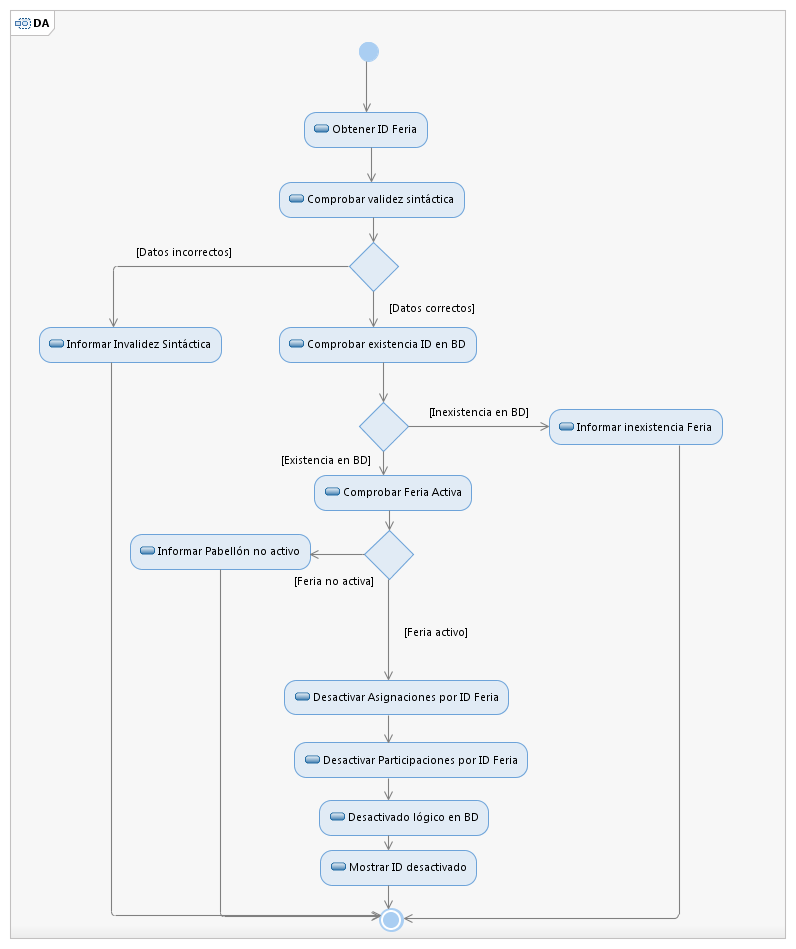 DA
Obtener ID Feria
Comprobar validez sintáctica
[Datos incorrectos]
[Datos correctos]
Informar Invalidez Sintáctica
Comprobar existencia ID en BD
[Inexistencia en BD]
Informar inexistencia Feria
[Existencia en BD]
Comprobar Feria Activa
Informar Pabellón no activo
[Feria no activa]
[Feria activo]
Desactivar Asignaciones por ID Feria
Desactivar Participaciones por ID Feria
Desactivado lógico en BD
Mostrar ID desactivado